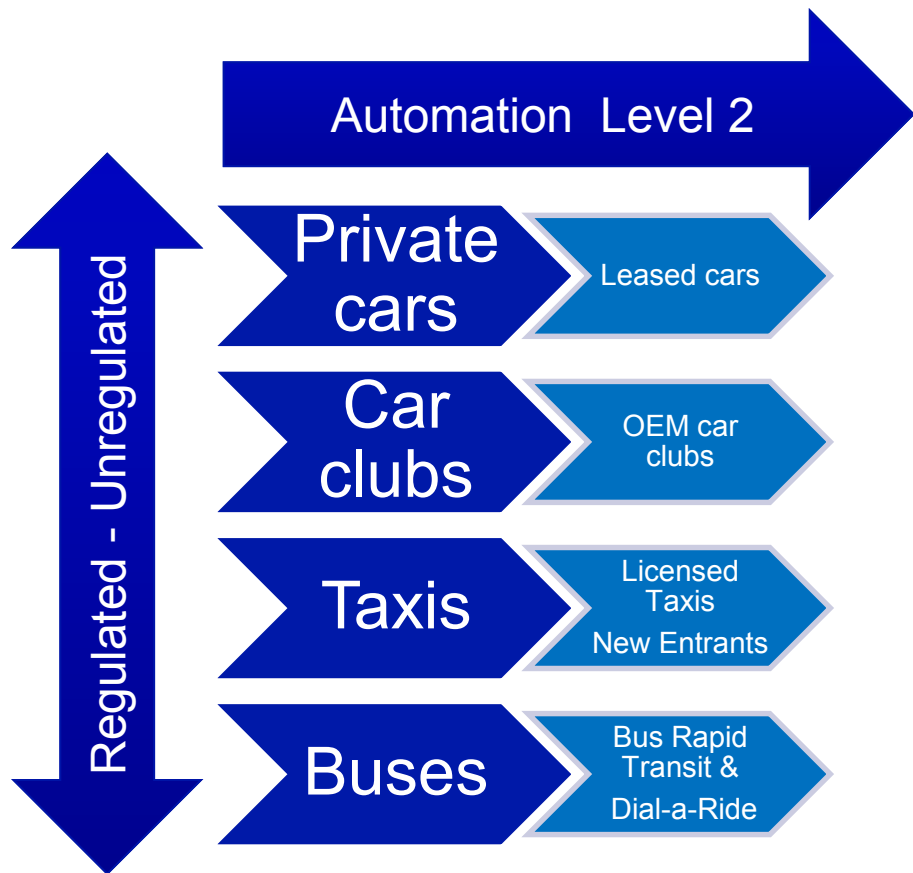 Automation  Level 2
Regulated - Unregulated
Private
cars
Leased cars
Car
clubs
OEM car
clubs
Taxis
Licensed
Taxis
New Entrants
Buses
Bus Rapid
Transit &
Dial-a-Ride